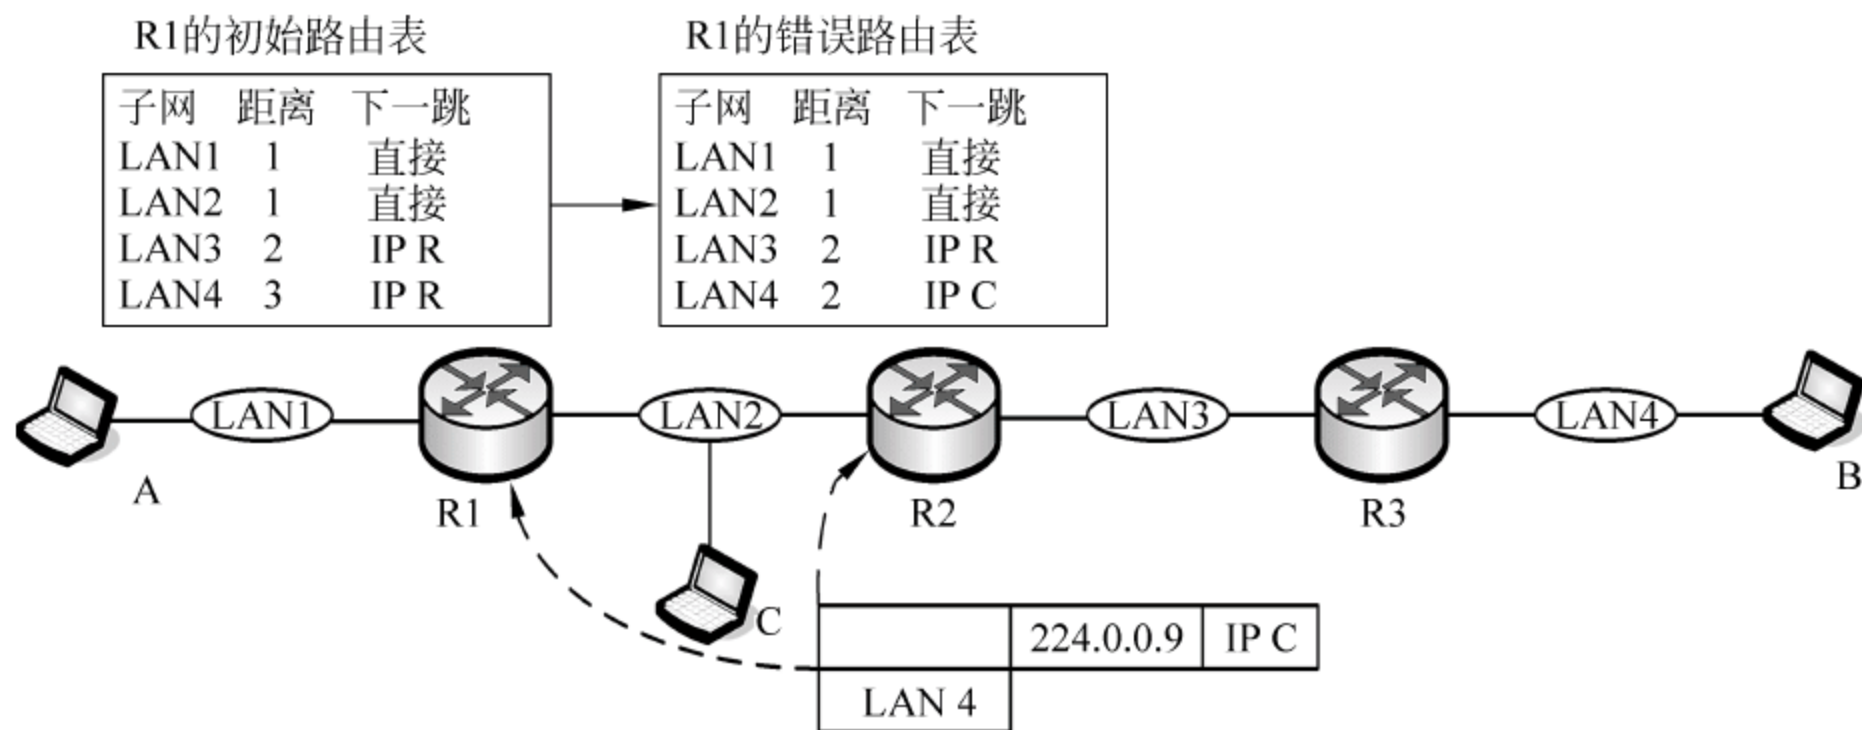 R1的初始路由表
子网 距离 下一跳
LAN1 1 直接
LAN2 1 直接
LAN3 2 IP R
LAN4 3 IP R
R1的错误路由表
子网 距离 下一跳
LAN1 1 直接
LAN2 1 直接
LAN3 2 IP R
LAN4 2 IP C
LAN1
LAN2
LAN3
LAN4
A
R1
R2
R3
B
C
224.0.0.9 IP C
LAN 4